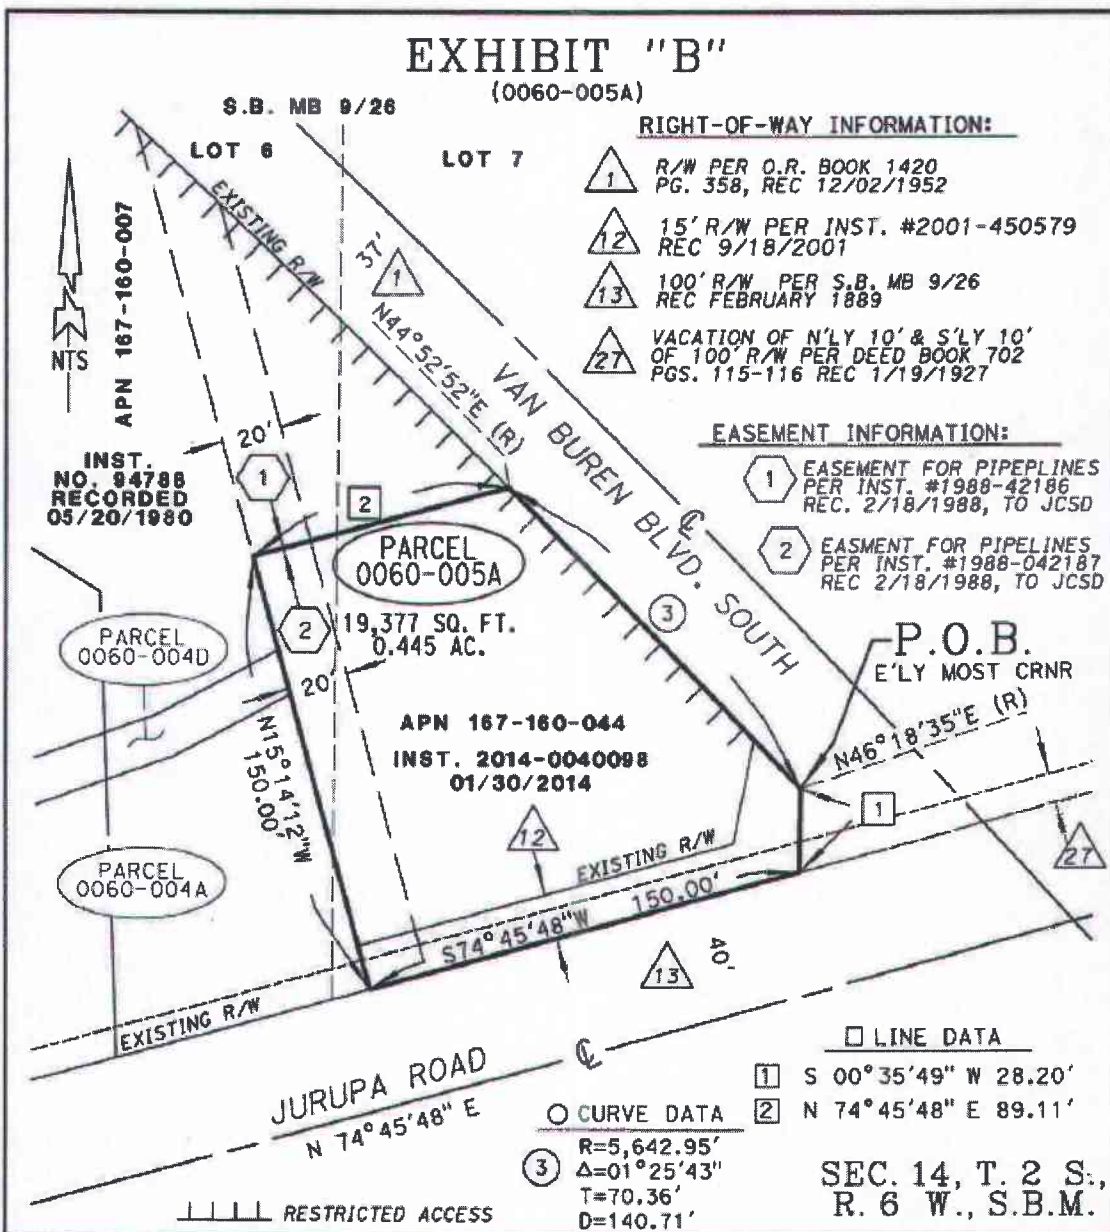 EXHIBIT "B"
(0060-005A)
S.B. MB 9/26
LOT 6
LOT 7
RIGHT-OF-WAY INFORMATION:
1 R/W PER O.R. BOOK 1420
PG. 358, REC 12/02/1952
12 15' R/W PER INST. #2001-450579
REC 9/18/2001
13 100' R/W PER S.B. MB 9/26
REC FEBRUARY 1889
27 VACATION OF N'LY 10' & S'LY 10'
OF 100' R/W PER DEED BOOK 702
PGS. 115-116 REC 1/19/1927
EASEMENT INFORMATION:
1 EASEMENT FOR PIPEPLINES
PER INST. #1988-42186
REC. 2/18/1988, TO JCSD
2 EASMENT FOR PIPELINES
PER INST. #1988-042187
REC 2/18/1988, TO JCSD
NTS
APN 167-160-007
EXISTING R/W
37'
1
N44°52'52"E (R)
VAN BUREN BLVD. SOUTH
CL
20'
1
INST.
NO. 94788
RECORDED
05/20/1980
2
PARCEL
0060-005A
2
19,377 SQ. FT.
0.445 AC.
20'
3
P.O.B.
E'LY MOST CRNR
PARCEL
0060-004D
N15°14'12"W
150.00'
APN 167-160-044
INST. 2014-0040098
01/30/2014
N46°18'35"E (R)
1
27
12
EXISTING R/W
PARCEL
0060-004A
S74°45'48"W 150.00'
13
40'
EXISTING R/W
JURUPA ROAD
CL
N 74°45'48" E
LINE DATA
1 S 00°35'49" W 28.20'
2 N 74°45'48" E 89.11'
CURVE DATA
3 R=5,642.95'
Δ=01°25'43"
T=70.36'
D=140.71'
SEC. 14, T. 2 S.,
R. 6 W., S.B.M.
RESTRICTED ACCESS